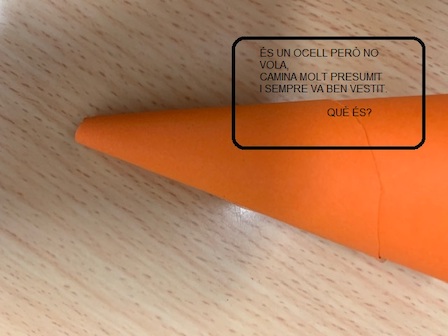 ÉS UN OCELL PERÒ NO
VOLA,
CAMINA MOLT PRESUMIT
I SEMPRE VA BEN VESTIT.
QUÈ ÉS?